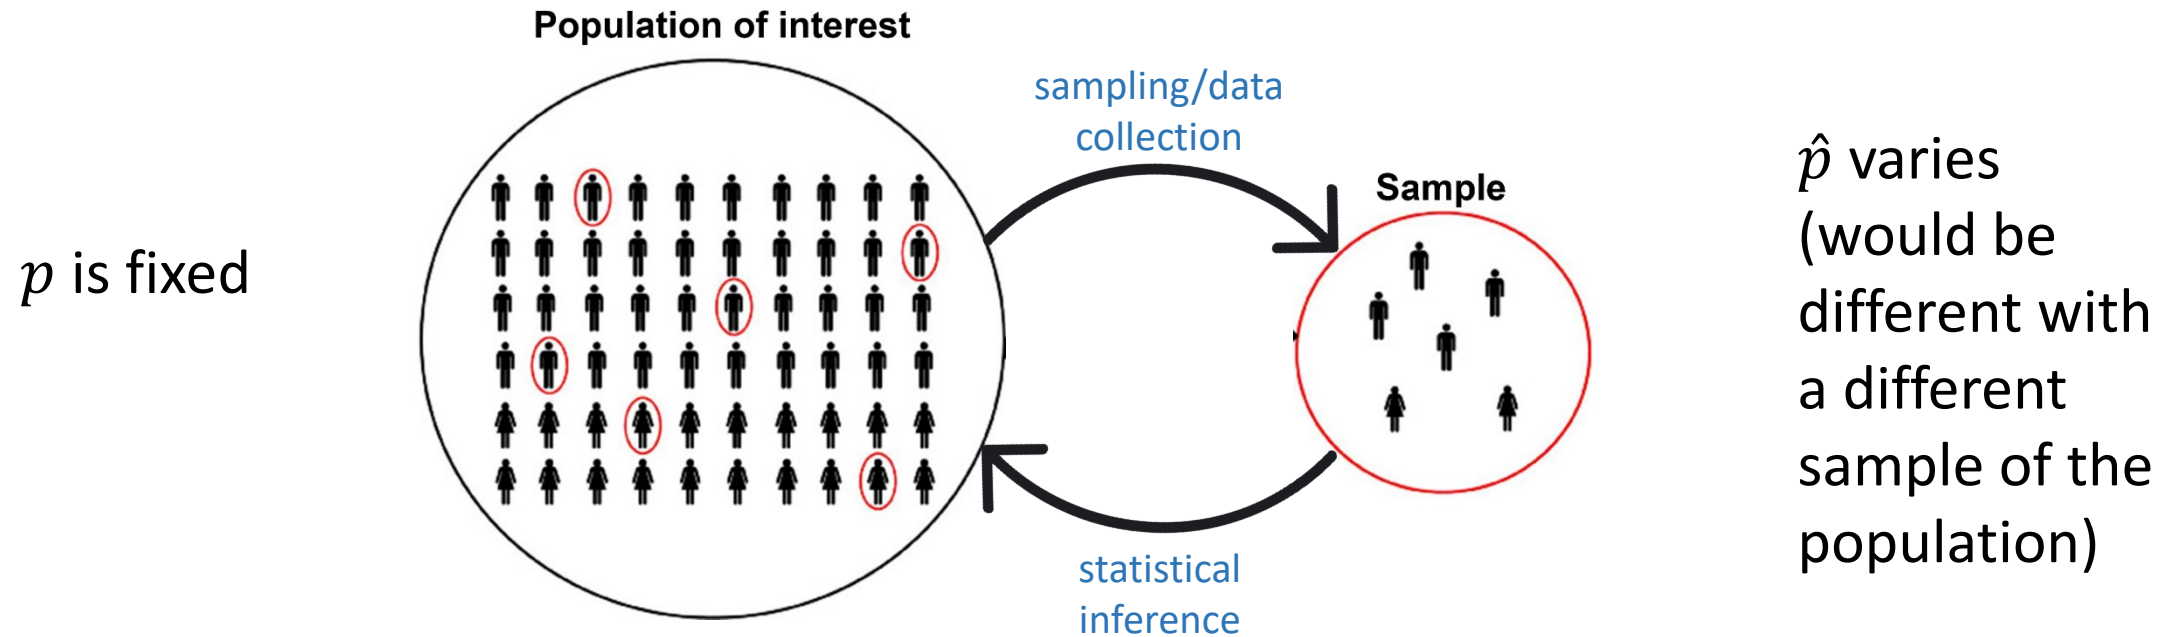 Population of interest
sampling/data
collection
Sample
p is fixed
p̂ varies
(would be
different with
a different
sample of the
population)
statistical
inference